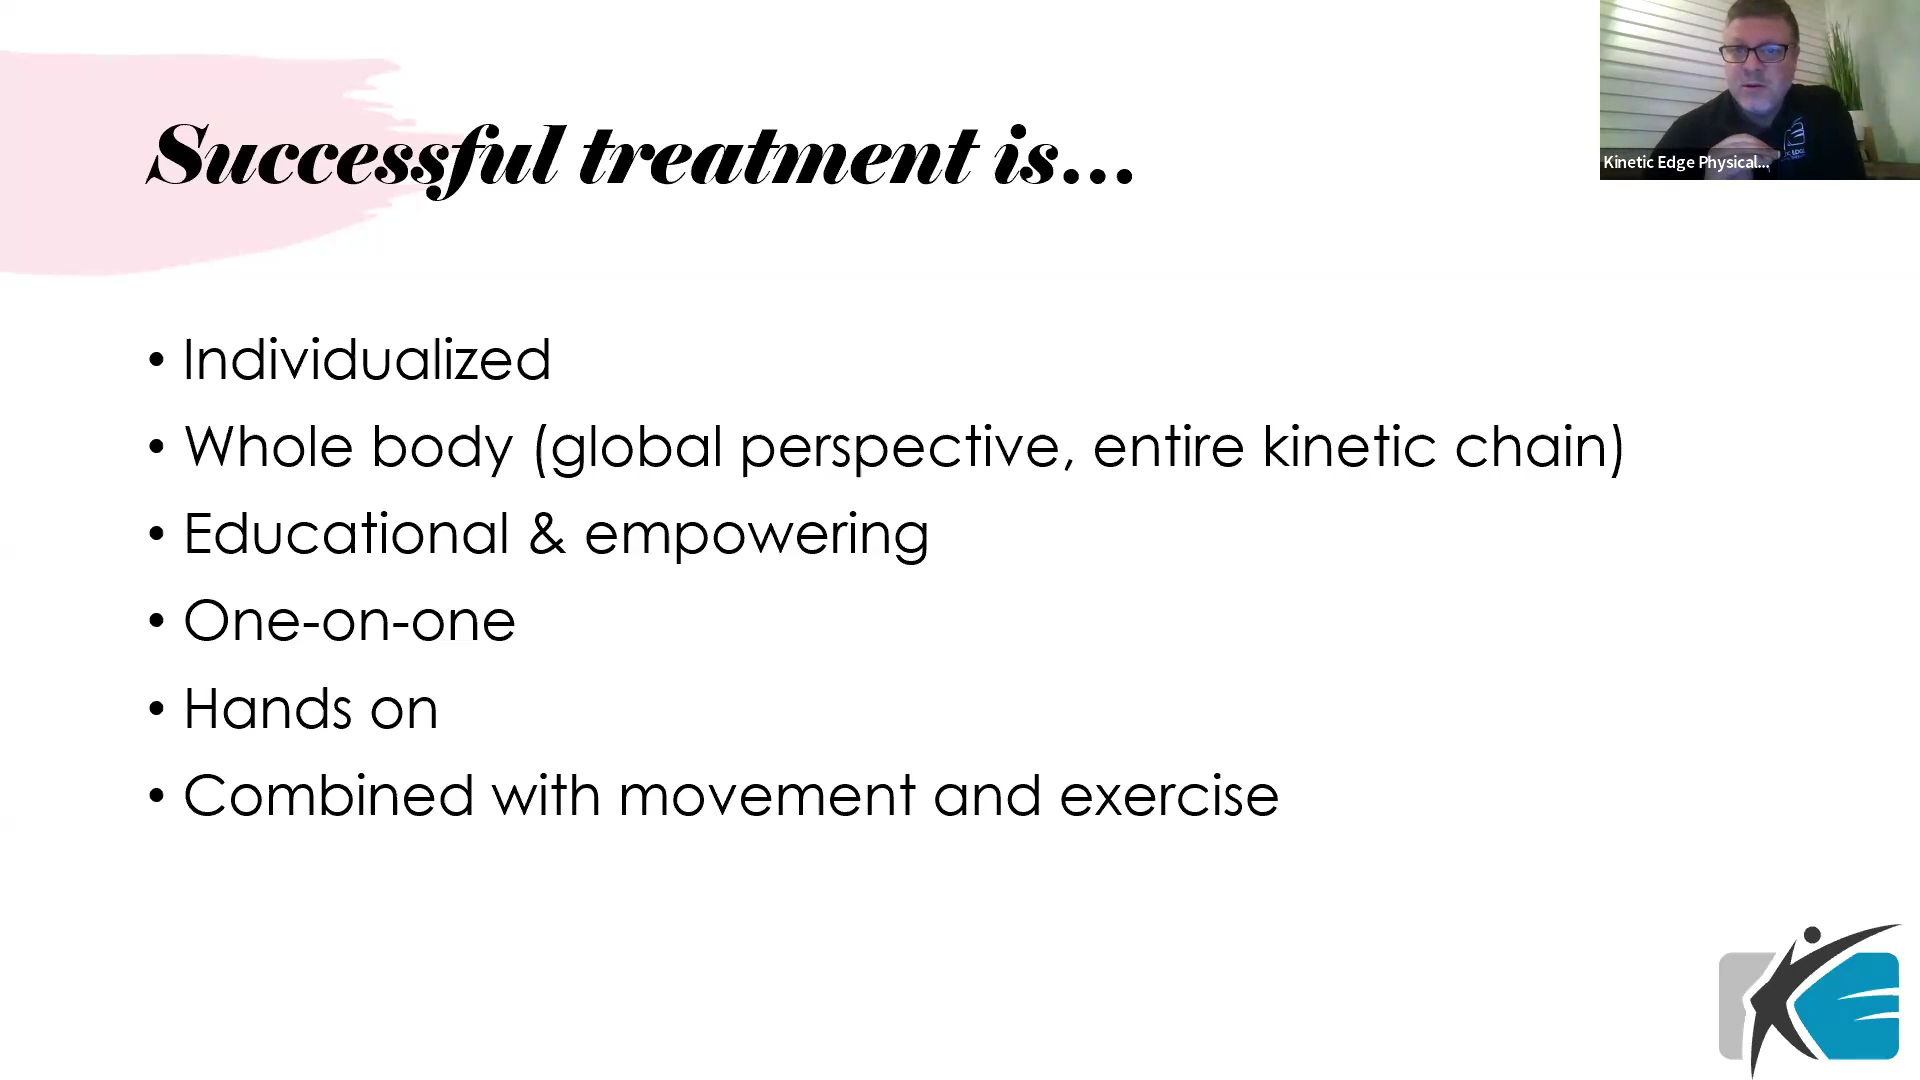 Successful treatment is...
Kinetic Edge Physical...
• Individualized
• Whole body (global perspective, entire kinetic chain)
• Educational & empowering
• One-on-one
• Hands on
• Combined with movement and exercise